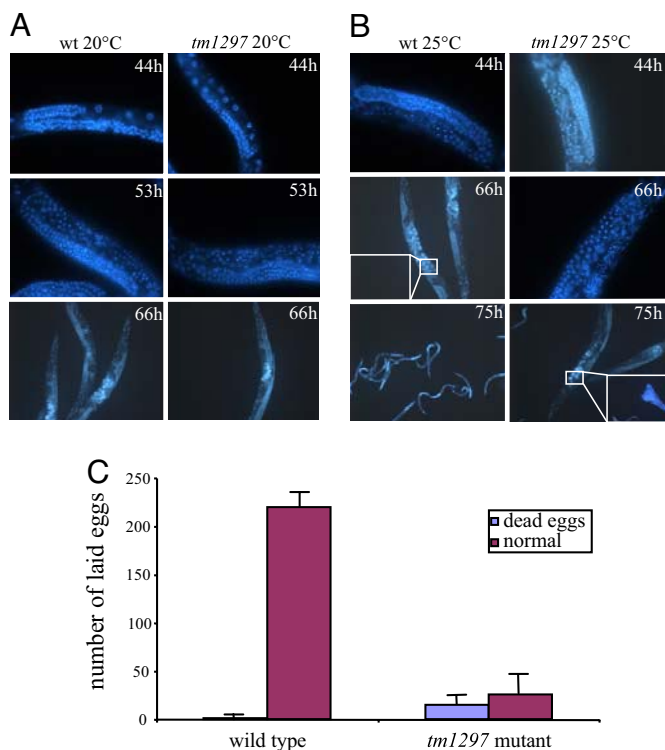 A
wt 20°C
tm1297 20°C
44h
44h
53h
53h
66h
66h
B
wt 25°C
tm1297 25°C
44h
44h
66h
66h
75h
75h
C
number of laid eggs
250
200
150
100
50
0
dead eggs
normal
wild type
tm1297 mutant